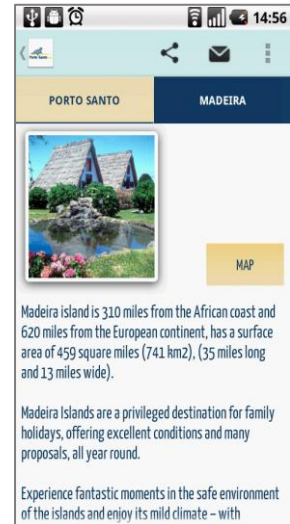 14:56
PORTO SANTO
MADEIRA
MAP
Madeira island is 310 miles from the African coast and
620 miles from the European continent, has a surface
area of 459 square miles (741 km2), (35 miles long
and 13 miles wide).
Madeira Islands are a privileged destination for family
holidays, offering excellent conditions and many
proposals, all year round.
Experience fantastic moments in the safe environment
of the islands and enjoy its mild climate – with